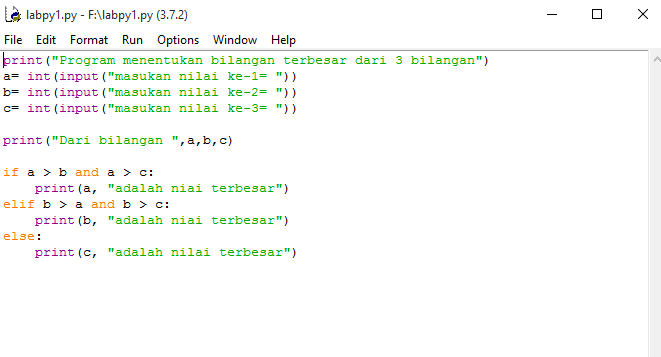 labpy1.py - F:\labpy1.py (3.7.2)
File Edit Format Run Options Window Help
print("Program menentukan bilangan terbesar dari 3 bilangan")
a= int(input("masukan nilai ke-1= "))
b= int(input("masukan nilai ke-2= "))
c= int(input("masukan nilai ke-3= "))
print("Dari bilangan ",a,b,c)
if a > b and a > c:
    print(a, "adalah niai terbesar")
elif b > a and b > c:
    print(b, "adalah niai terbesar")
else:
    print(c, "adalah nilai terbesar")